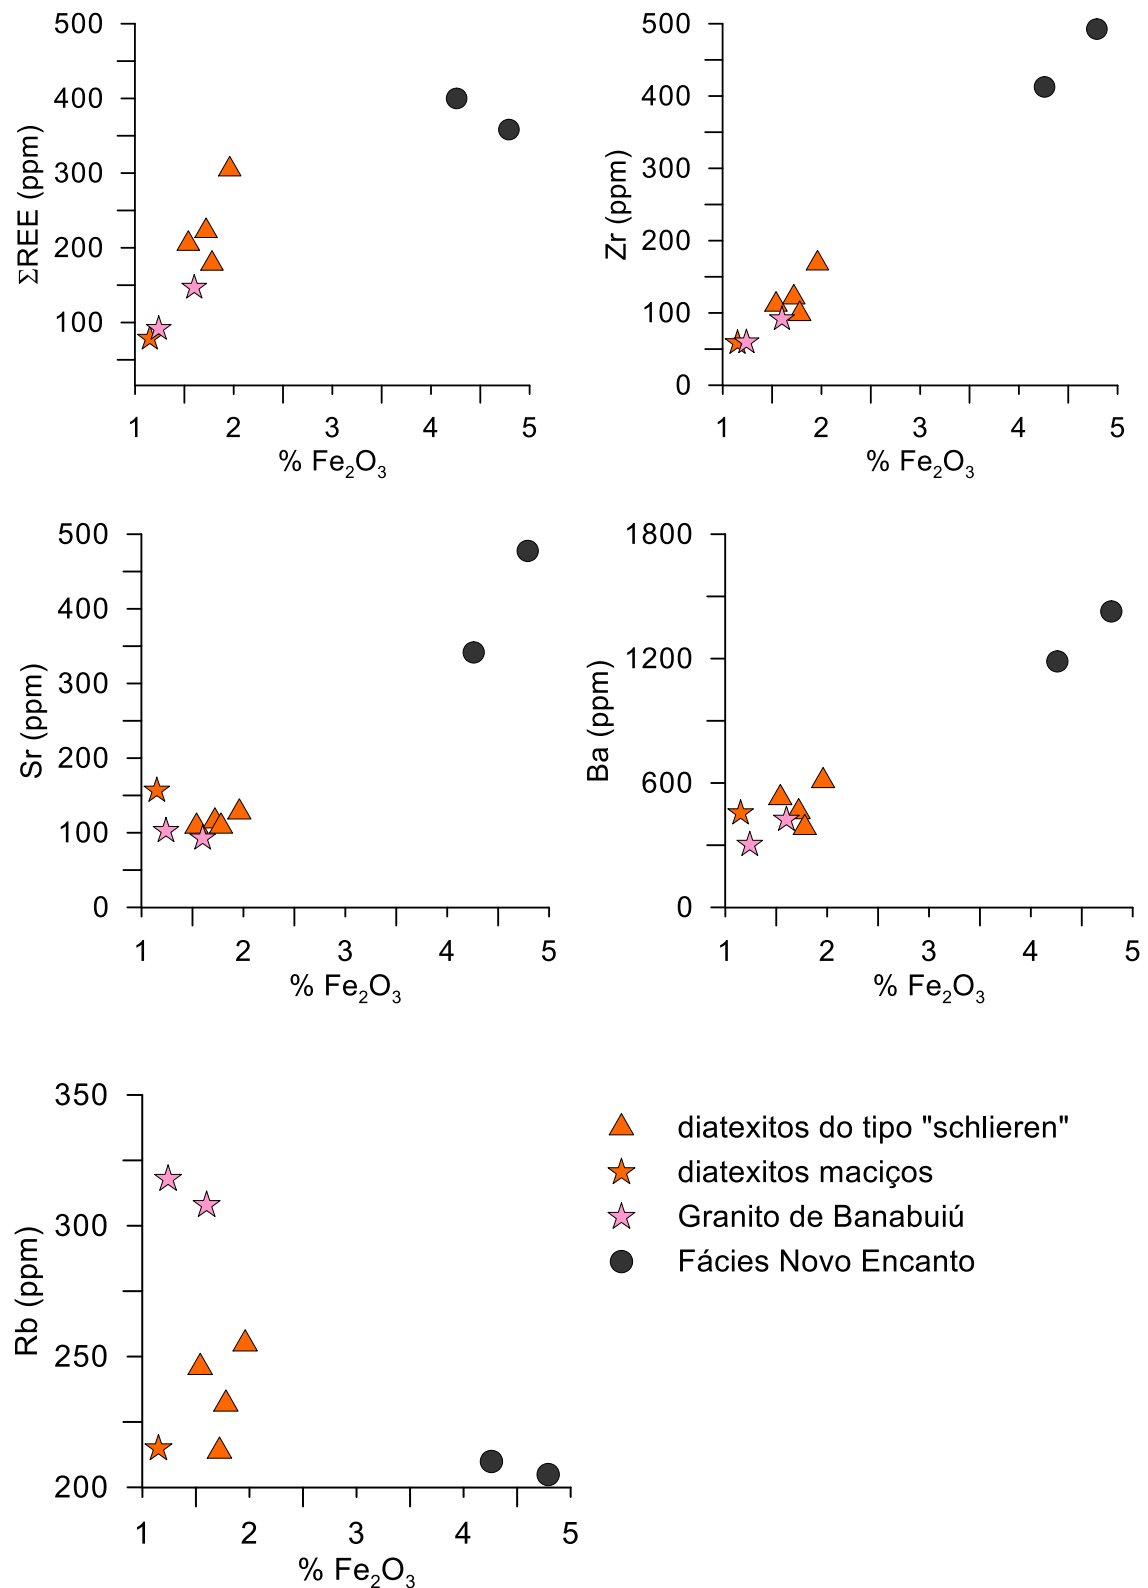 500
400
300
200
100
ΣREE (ppm)
1 2 4 5
% Fe₂O₃
500
400
300
200
100
0
Zr (ppm)
1 2 4 5
% Fe₂O₃
500
400
300
200
100
0
Sr (ppm)
1 2 3 4 5
% Fe₂O₃
1800
1200
600
0
Ba (ppm)
1 2 3 4 5
% Fe₂O₃
350
300
250
200
Rb (ppm)
1 2 4 5
% Fe₂O₃
diatexitos do tipo "schlieren"
diatexitos maciços
Granito de Banabuiú
Fácies Novo Encanto